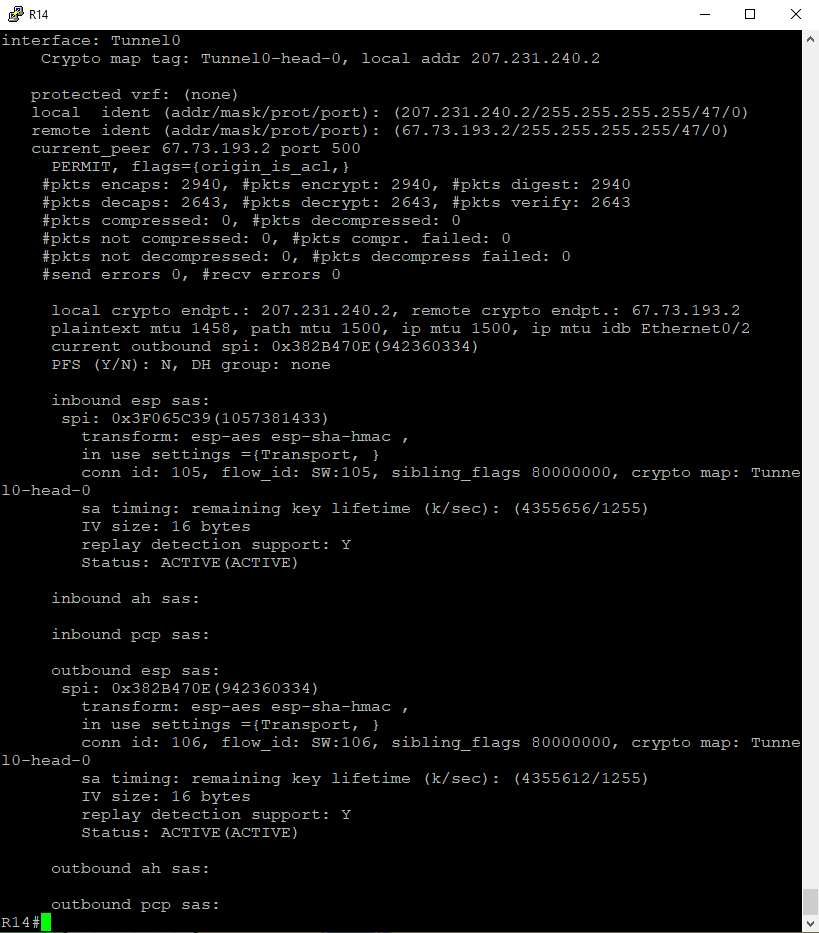 R14
interface: Tunnel0
Crypto map tag: Tunnel0-head-0, local addr 207.231.240.2
protected vrf: (none)
local  ident (addr/mask/prot/port): (207.231.240.2/255.255.255.255/47/0)
remote ident (addr/mask/prot/port): (67.73.193.2/255.255.255.255/47/0)
current_peer 67.73.193.2 port 500
PERMIT, flags={origin_is_acl,}
#pkts encaps: 2940, #pkts encrypt: 2940, #pkts digest: 2940
#pkts decaps: 2643, #pkts decrypt: 2643, #pkts verify: 2643
#pkts compressed: 0, #pkts decompressed: 0
#pkts not compressed: 0, #pkts compr. failed: 0
#pkts not decompressed: 0, #pkts decompress failed: 0
#send errors 0, #recv errors 0
local crypto endpt.: 207.231.240.2, remote crypto endpt.: 67.73.193.2
plaintext mtu 1458, path mtu 1500, ip mtu 1500, ip mtu idb Ethernet0/2
current outbound spi: 0x382B470E(942360334)
PFS (Y/N): N, DH group: none
inbound esp sas:
spi: 0x3F065C39(1057381433)
transform: esp-aes esp-sha-hmac ,
in use settings ={Transport, }
conn id: 105, flow_id: SW:105, sibling_flags 80000000, crypto map: Tunne
l0-head-0
sa timing: remaining key lifetime (k/sec): (4355656/1255)
IV size: 16 bytes
replay detection support: Y
Status: ACTIVE(ACTIVE)
inbound ah sas:
inbound pcp sas:
outbound esp sas:
spi: 0x382B470E(942360334)
transform: esp-aes esp-sha-hmac ,
in use settings ={Transport, }
conn id: 106, flow_id: SW:106, sibling_flags 80000000, crypto map: Tunne
l0-head-0
sa timing: remaining key lifetime (k/sec): (4355612/1255)
IV size: 16 bytes
replay detection support: Y
Status: ACTIVE(ACTIVE)
outbound ah sas:
outbound pcp sas:
R14#